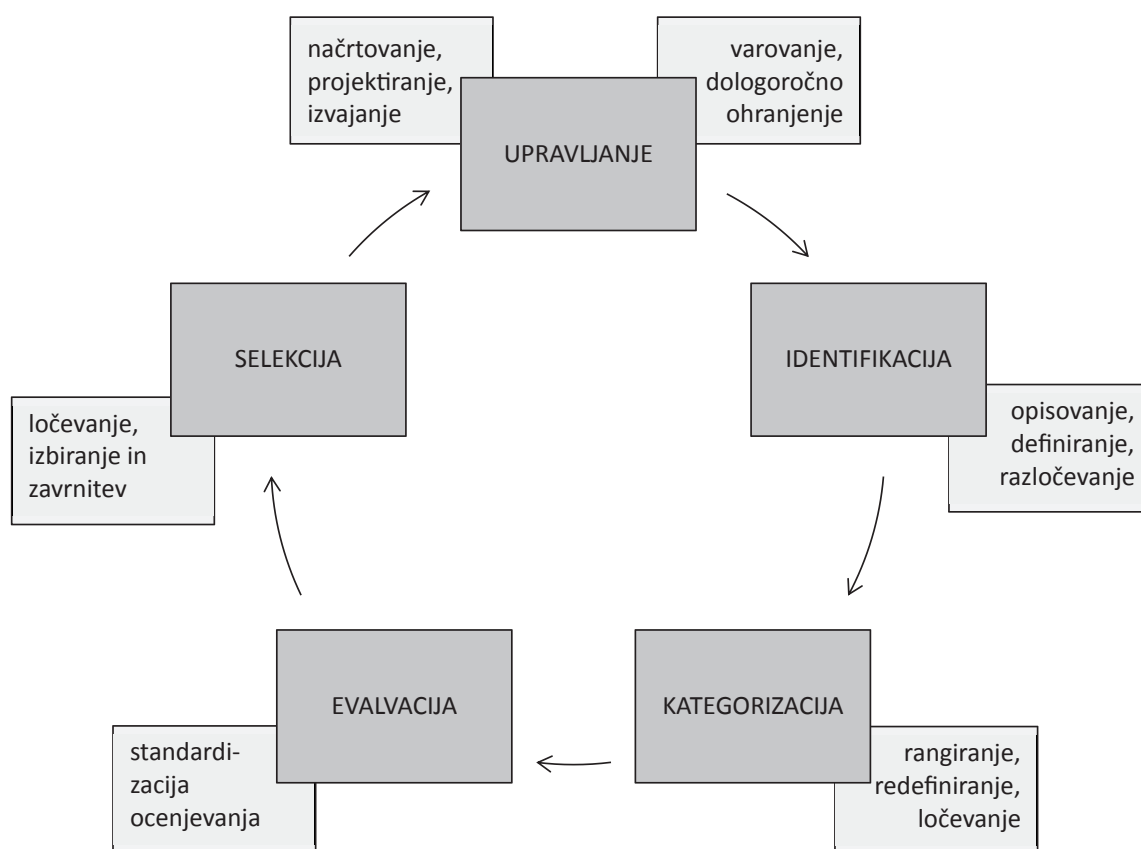 načrtovanje,
projektiranje,
izvajanje
varovanje,
dologoročno
ohranjenje
UPRAVLJANJE
SELEKCIJA
ločevanje,
izbiranje in
zavrnitev
IDENTIFIKACIJA
opisovanje,
definiranje,
razločevanje
EVALVACIJA
standardi-
zacija
ocenjevanja
KATEGORIZACIJA
rangiranje,
redefiniranje,
ločevanje